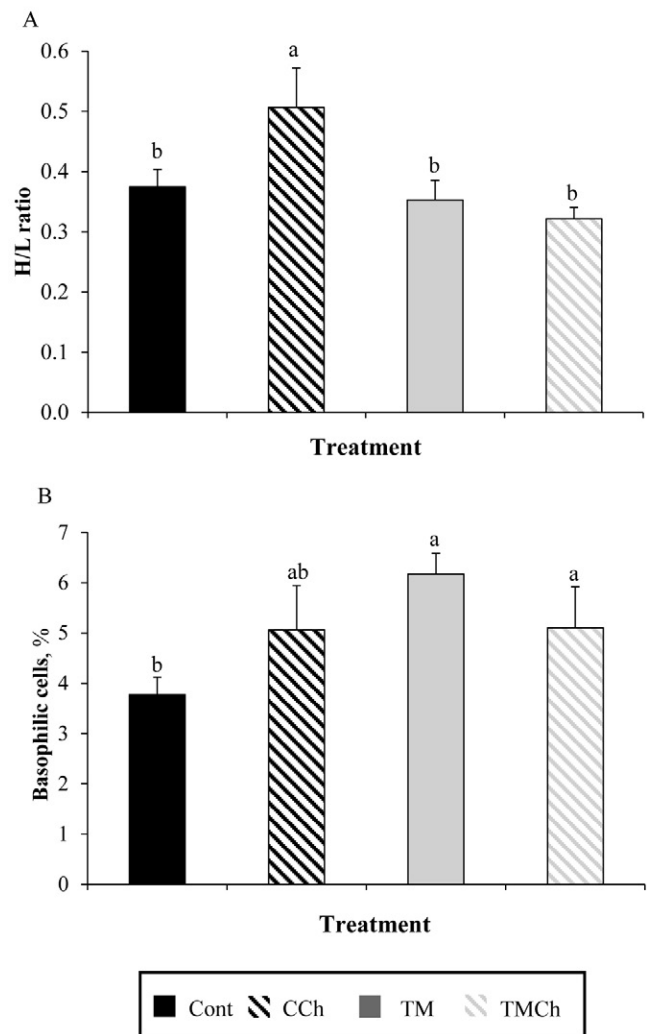 A
0.6
0.5
0.4
0.3
0.2
0.1
0.0
H/L ratio
b
a
b
b
Treatment
B
7
6
5
4
3
2
1
0
Basophilic cells, %
b
ab
a
a
Treatment
Cont CCh TM TMCh